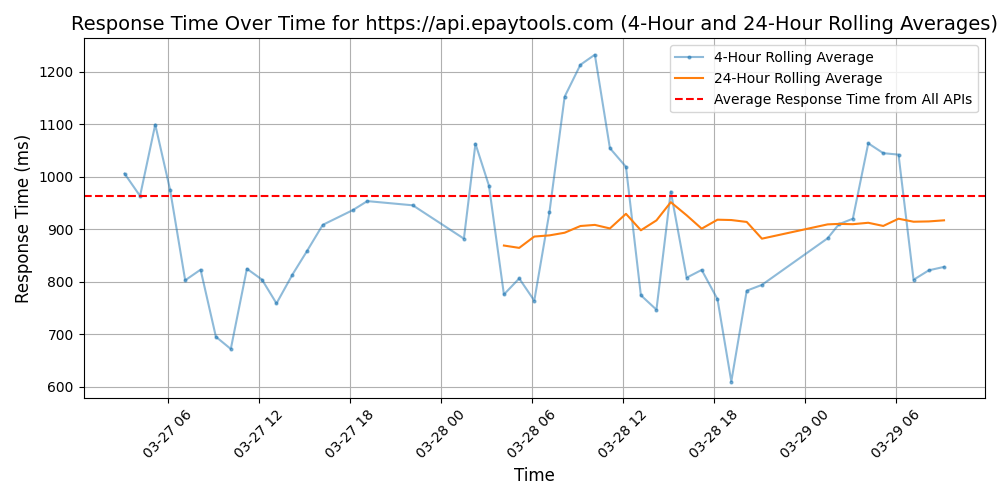 Response Time Over Time for https://api.epaytools.com (4-Hour and 24-Hour Rolling Averages)
4-Hour Rolling Average
24-Hour Rolling Average
Average Response Time from All APIs
Response Time (ms)
1200
1100
1000
900
800
700
600
03-27 06
03-27 12
03-27 18
03-28 00
03-28 06
03-28 12
03-28 18
03-29 00
03-29 06
Time